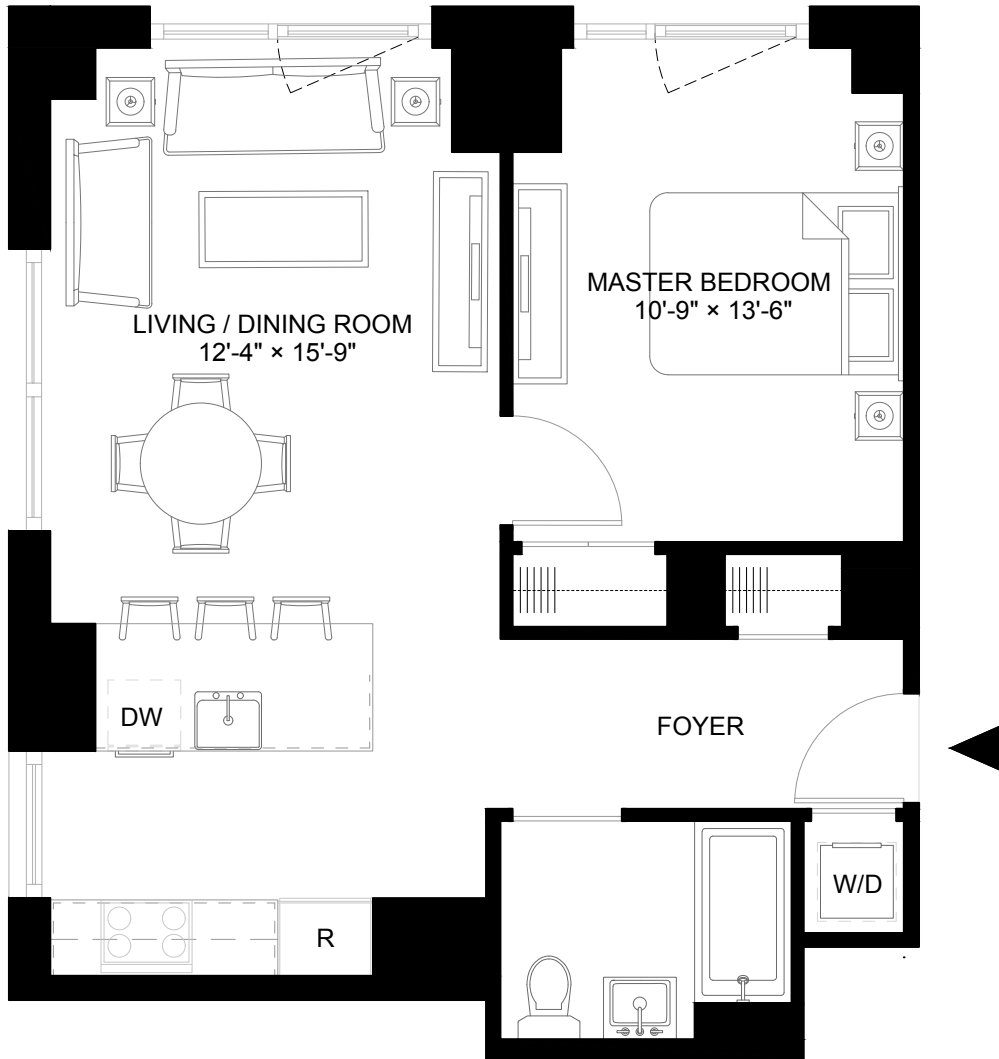 MASTER BEDROOM
10'-9" × 13'-6"
LIVING / DINING ROOM
12'-4" × 15'-9"
DW
FOYER
W/D
R